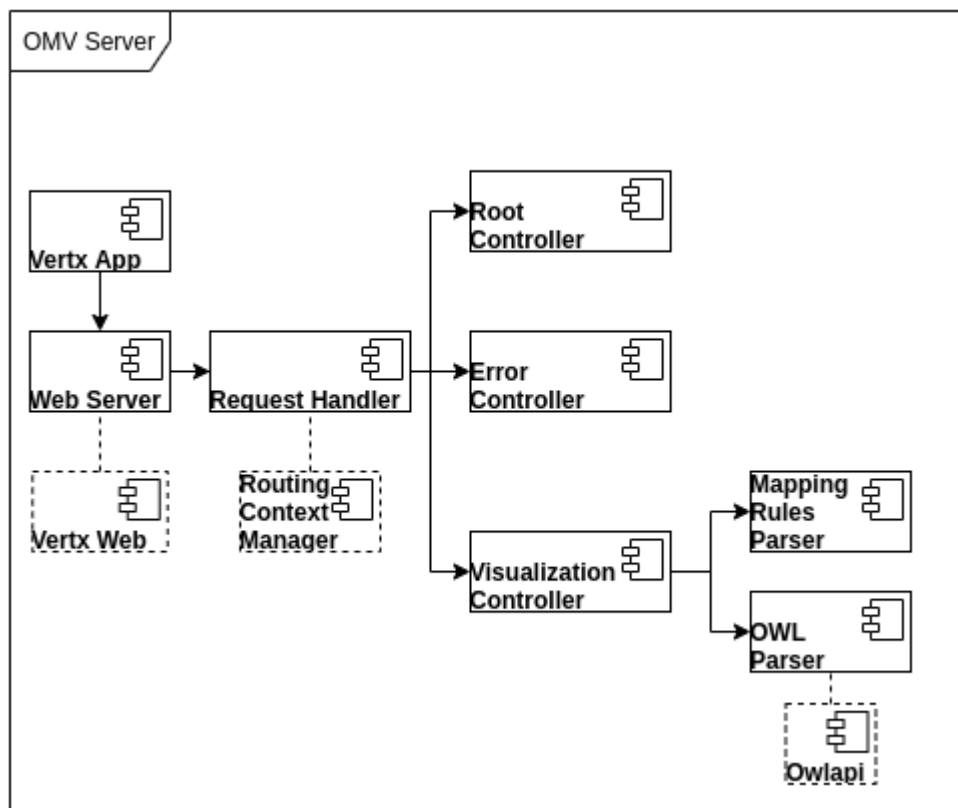 OMV Server
Vertx App
Root
Controller
Web Server
Request Handler
Error
Controller
Vertx Web
Routing
Context
Manager
Visualization
Controller
Mapping
Rules
Parser
OWL
Parser
Owlapi